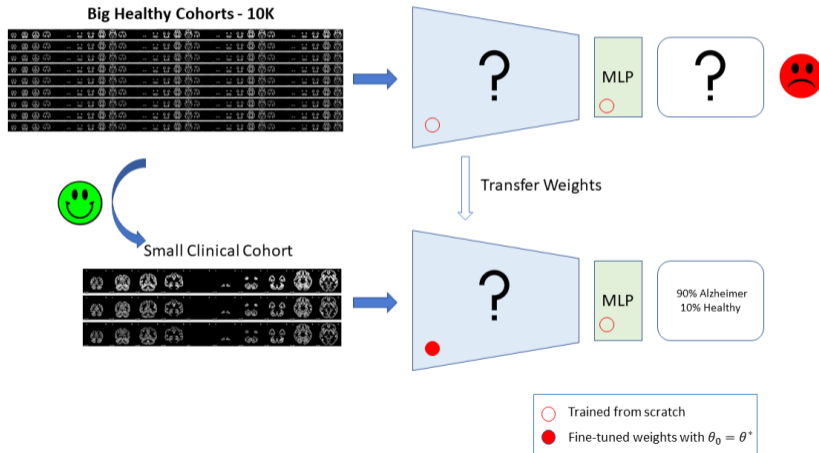 Big Healthy Cohorts - 10K
?
MLP
?
Transfer Weights
Small Clinical Cohort
?
MLP
90% Alzheimer
10% Healthy
Trained from scratch
Fine-tuned weights with θ₀ = θ*